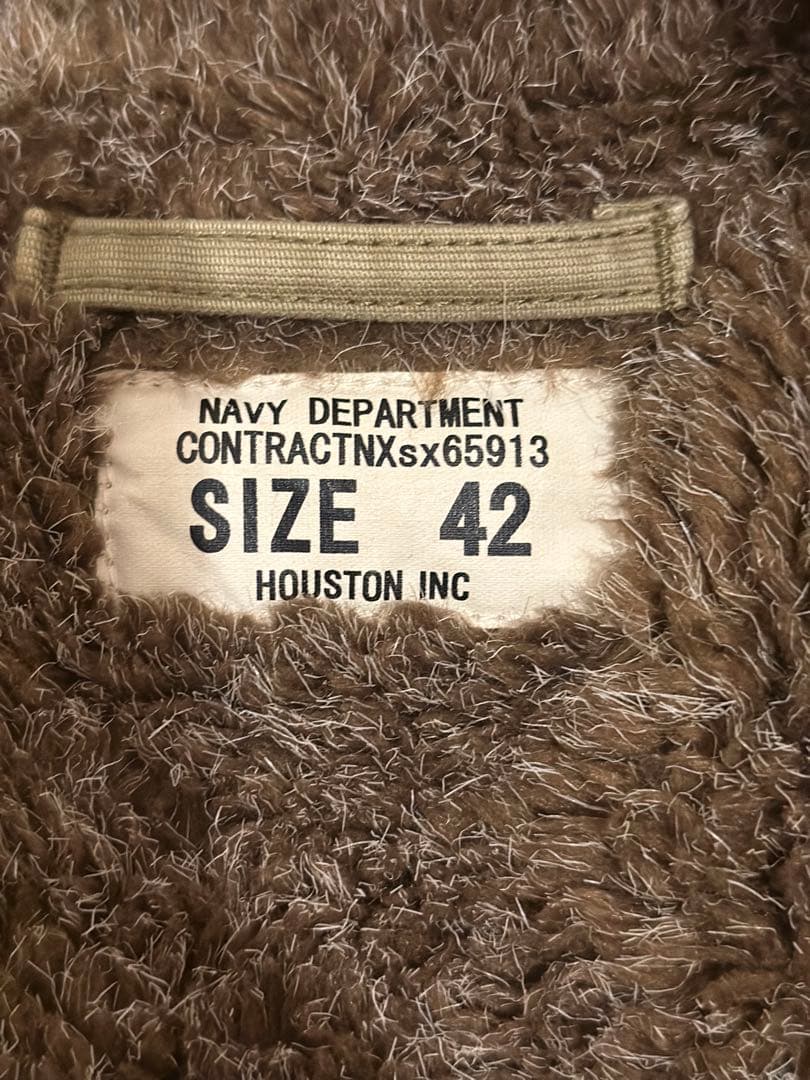 NAVY DEPARTMENT
CONTRACTNXsx65913
SIZE 42
HOUSTON INC